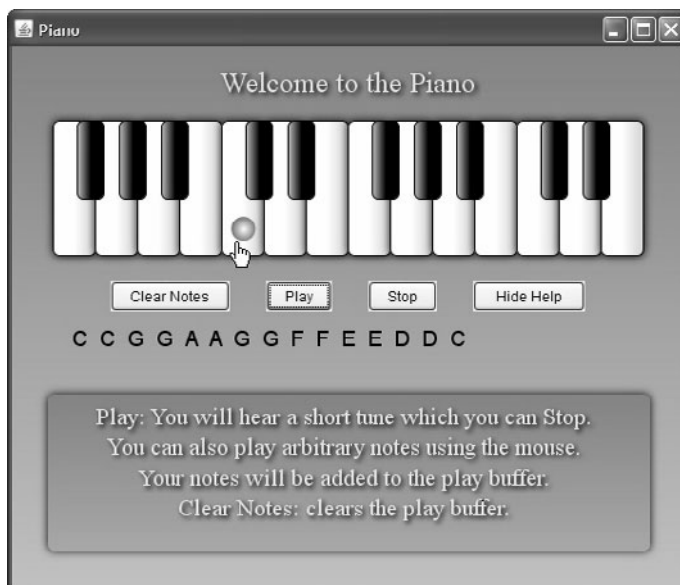 Piano
Welcome to the Piano
Clear Notes Play Stop Hide Help
C C G G A A G G F F E E D D C
Play: You will hear a short tune which you can Stop.
You can also play arbitrary notes using the mouse.
Your notes will be added to the play buffer.
Clear Notes: clears the play buffer.